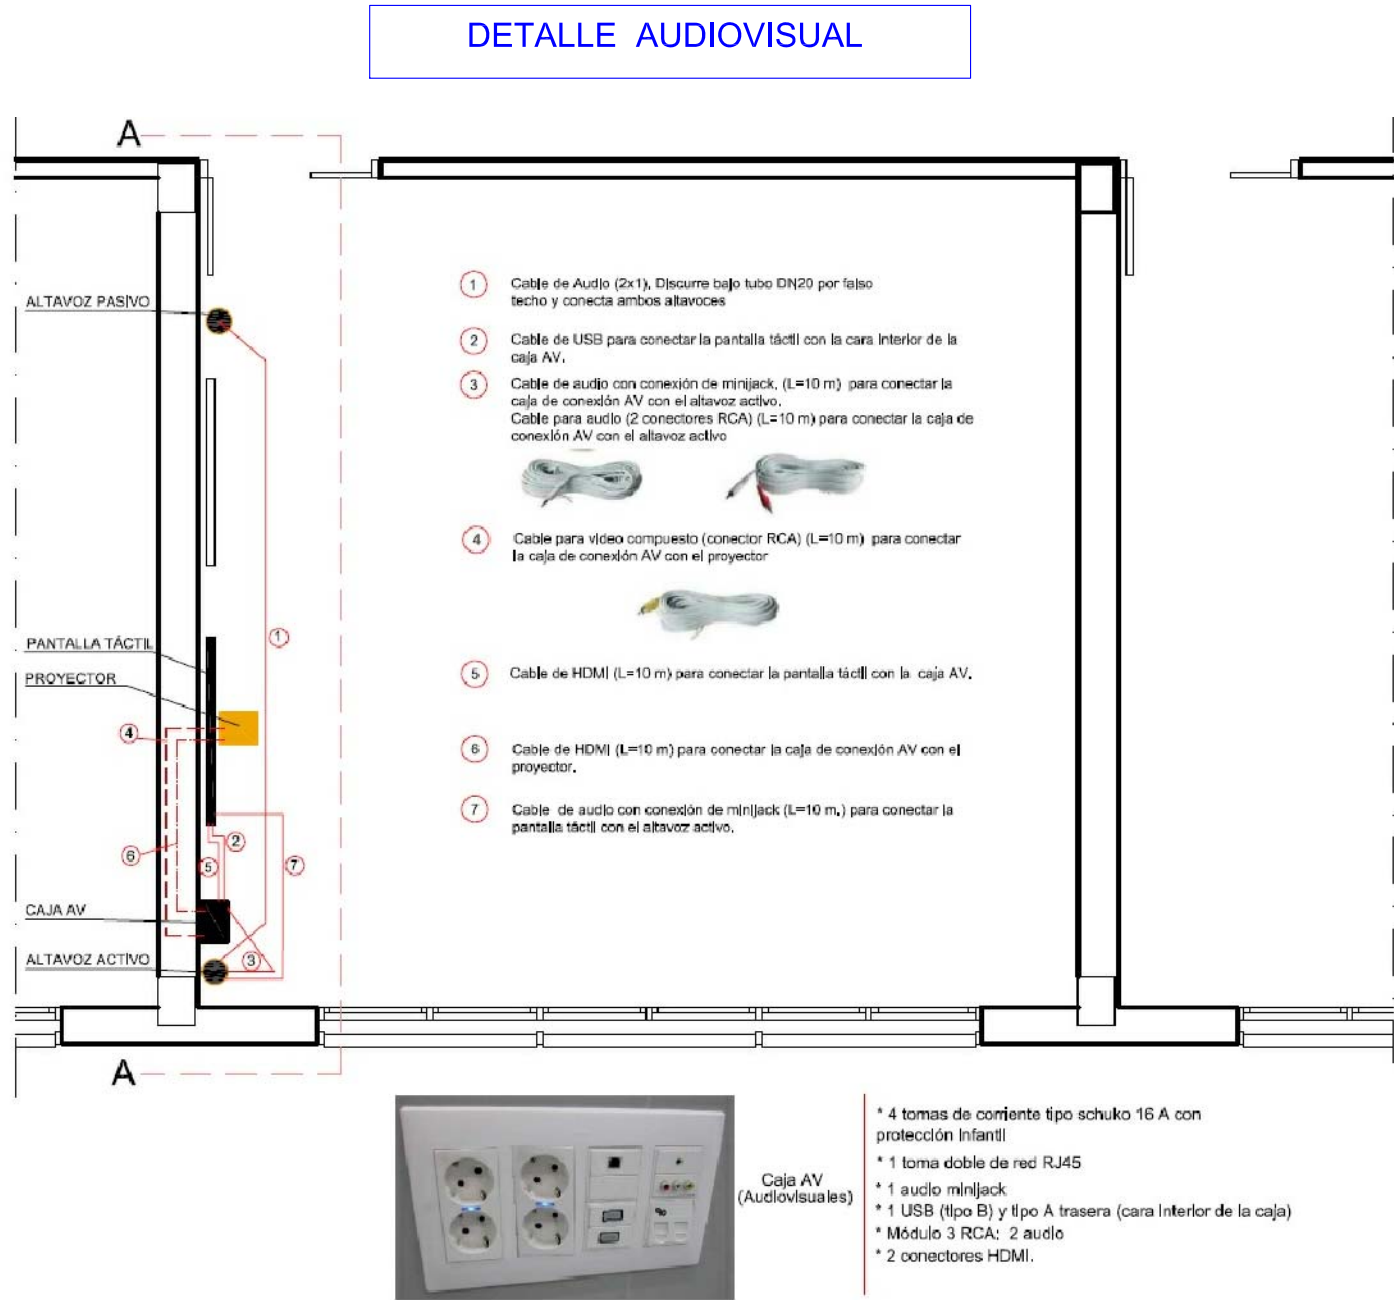 DETALLE AUDIOVISUAL
A
ALTAVOZ PASIVO
1 Cable de Audio (2x1), Discurre bajo tubo DN20 por falso
techo y conecta ambos altavoces
2 Cable de USB para conectar la pantalla táctil con la cara interior de la
caja AV.
3 Cable de audio con conexión de minijack, (L=10 m) para conectar la
caja de conexión AV con el altavoz activo.
Cable para audio (2 conectores RCA) (L=10 m) para conectar la caja de
conexión AV con el altavoz activo
4 Cable para video compuesto (conector RCA) (L=10 m) para conectar
la caja de conexión AV con el proyector
1
PANTALLA TÁCTIL
PROYECTOR
5 Cable de HDMI (L=10 m) para conectar la pantalla táctil con la caja AV.
4
6 Cable de HDMI (L=10 m) para conectar la caja de conexión AV con el
proyector.
7 Cable de audio con conexión de minijack (L=10 m.) para conectar la
pantalla táctil con el altavoz activo.
2
6
5
7
CAJA AV
ALTAVOZ ACTIVO
3
A
Caja AV
(Audiovisuales)
* 4 tomas de corriente tipo schuko 16 A con
protección infantil
* 1 toma doble de red RJ45
* 1 audio minijack
* 1 USB (tipo B) y tipo A trasera (cara interior de la caja)
* Módulo 3 RCA: 2 audio
* 2 conectores HDMI.